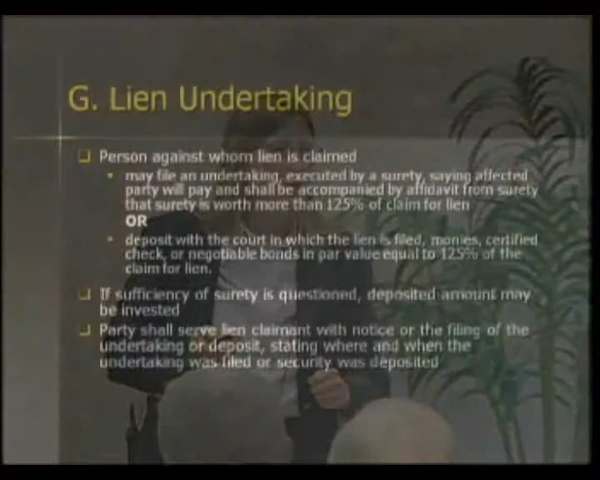 G. Lien Undertaking
Person against whom lien is claimed
may file an undertaking, executed by a surety, saying affected
party will pay and shall be accompanied by affidavit from surety
that surety is worth more than 125% of claim for lien
OR
deposit with the court in which the lien is filed, monies, certified
check, or negotiable bonds in par value equal to 125% of the
claim for lien.
If sufficiency of surety is questioned, deposited amount may
be invested
Party shall serve lien claimant with notice or the filing of the
undertaking or deposit, stating where and when the
undertaking was filed or security was deposited